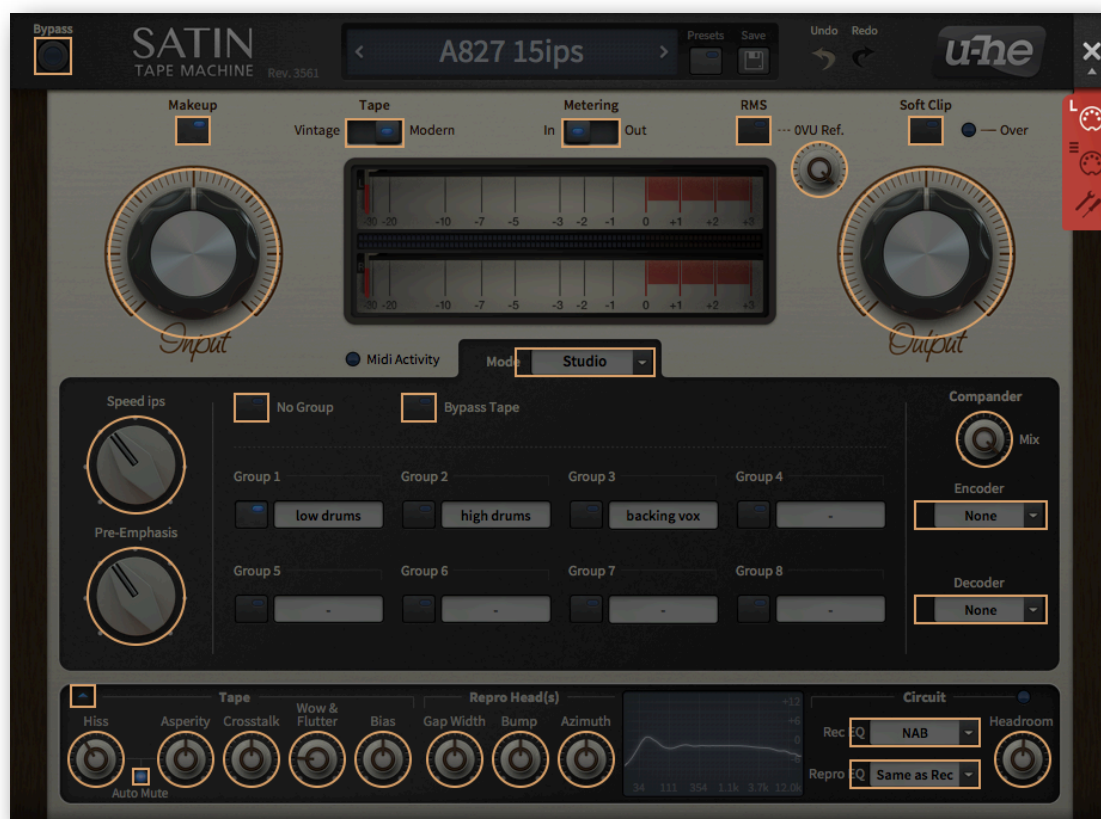 Bypass
SATIN
TAPE MACHINE Rev. 3561
A827 15ips
Presets Save
Undo Redo
u-he
Makeup Tape Metering RMS Soft Clip
Vintage Modern In Out --- 0VU Ref. Over
L
-30 -20 -10 -7 -5 -3 -2 -1 0 +1 +2 +3
-30 -20 -10 -7 -5 -3 -2 -1 0 +1 +2 +3
Input Output
Midi Activity Mode Studio
Speed ips No Group Bypass Tape Compander
Mix
Group 1 Group 2 Group 3 Group 4 Encoder
low drums high drums backing vox - None
Pre-Emphasis
Group 5 Group 6 Group 7 Group 8 Decoder
- - - - None
Tape Repro Head(s) Circuit
Hiss Asperity Crosstalk Wow & Flutter Bias Gap Width Bump Azimuth Headroom
+12
+6
0
-6
Rec EQ NAB
Repro EQ Same as Rec
34 111 354 1.1k 3.7k 12.0k
Auto Mute